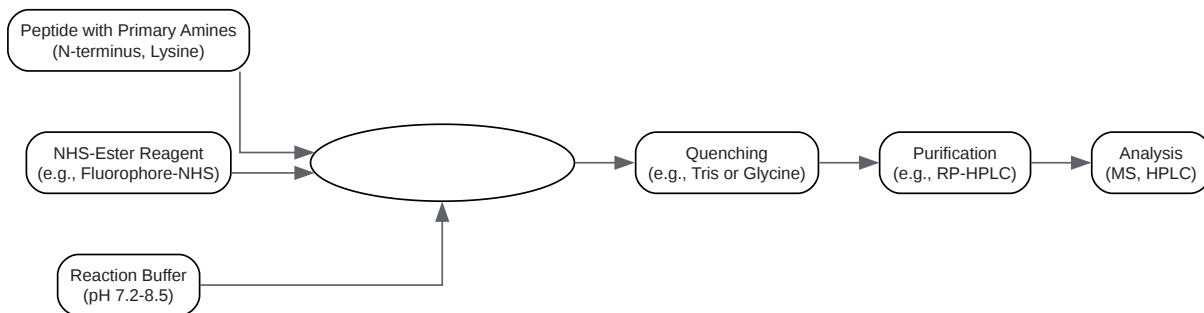 Peptide with Primary Amines
(N-terminus, Lysine)
NHS-Ester Reagent
(e.g., Fluorophore-NHS)
Reaction Buffer
(pH 7.2-8.5)
Quenching
(e.g., Tris or Glycine)
Purification
(e.g., RP-HPLC)
Analysis
(MS, HPLC)